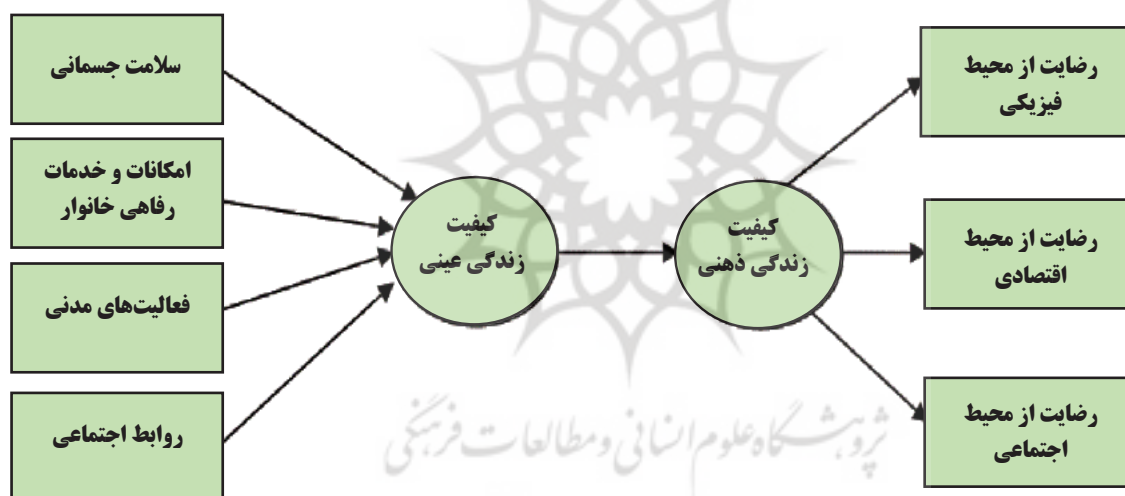 سلامت جسمانی
امکانات و خدمات
رفاهی خانوار
فعالیت‌های مدنی
روابط اجتماعی
کیفیت
زندگی عینی
کیفیت
زندگی ذهنی
رضایت از محیط
فیزیکی
رضایت از محیط
اقتصادی
رضایت از محیط
اجتماعی
پژوهشگاه علوم انسانی و مطالعات فرهنگی